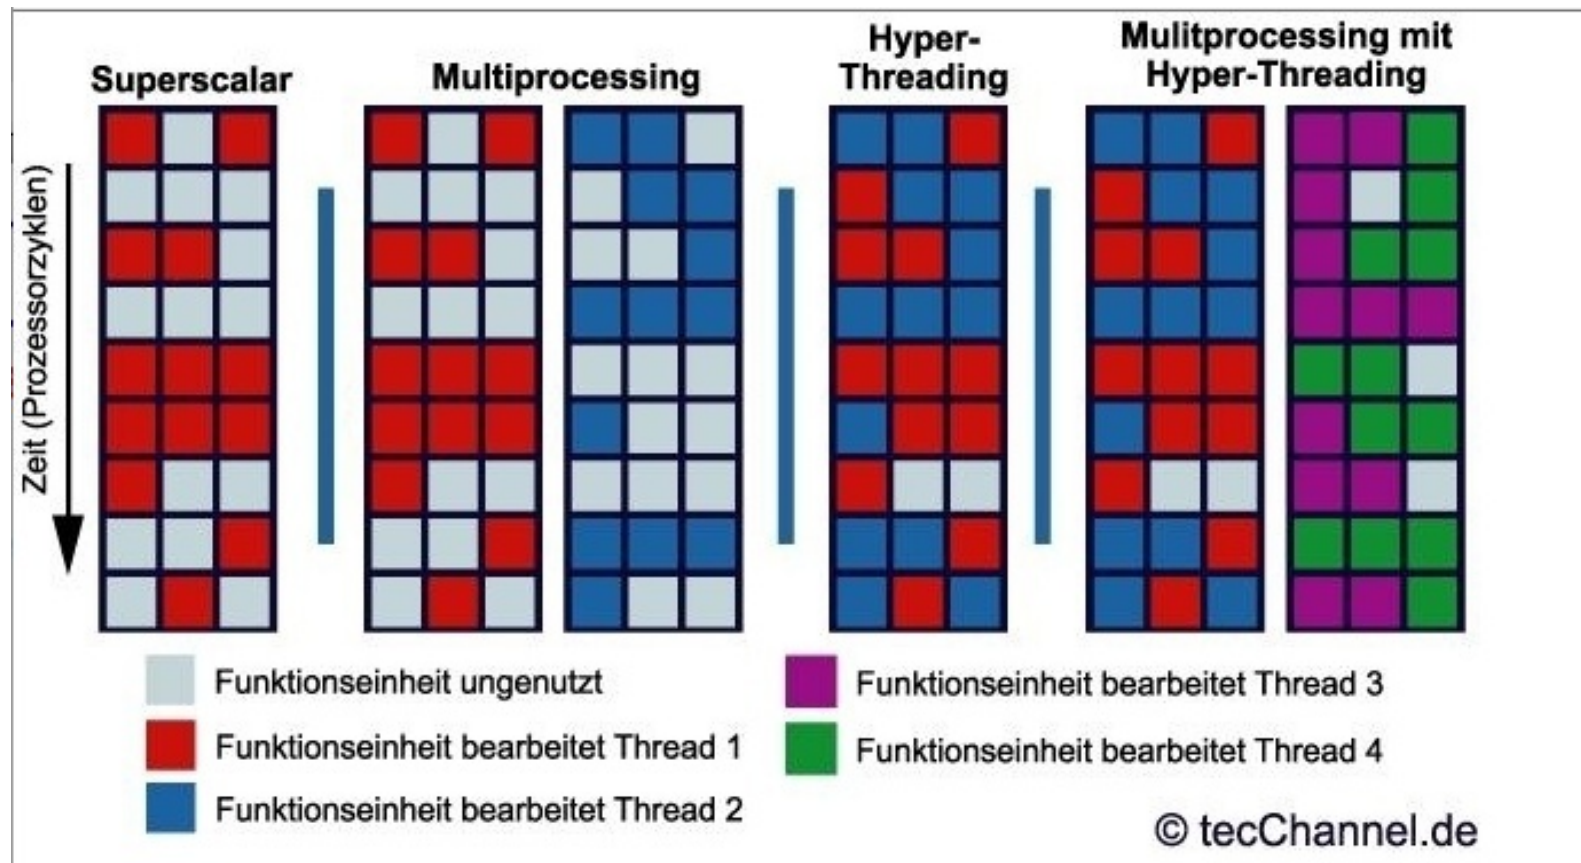 Superscalar
Multiprocessing
Hyper-
Threading
Mulitprocessing mit
Hyper-Threading
Zeit (Prozessorzyklen)
Funktionseinheit ungenutzt
Funktionseinheit bearbeitet Thread 1
Funktionseinheit bearbeitet Thread 2
Funktionseinheit bearbeitet Thread 3
Funktionseinheit bearbeitet Thread 4
© tecChannel.de